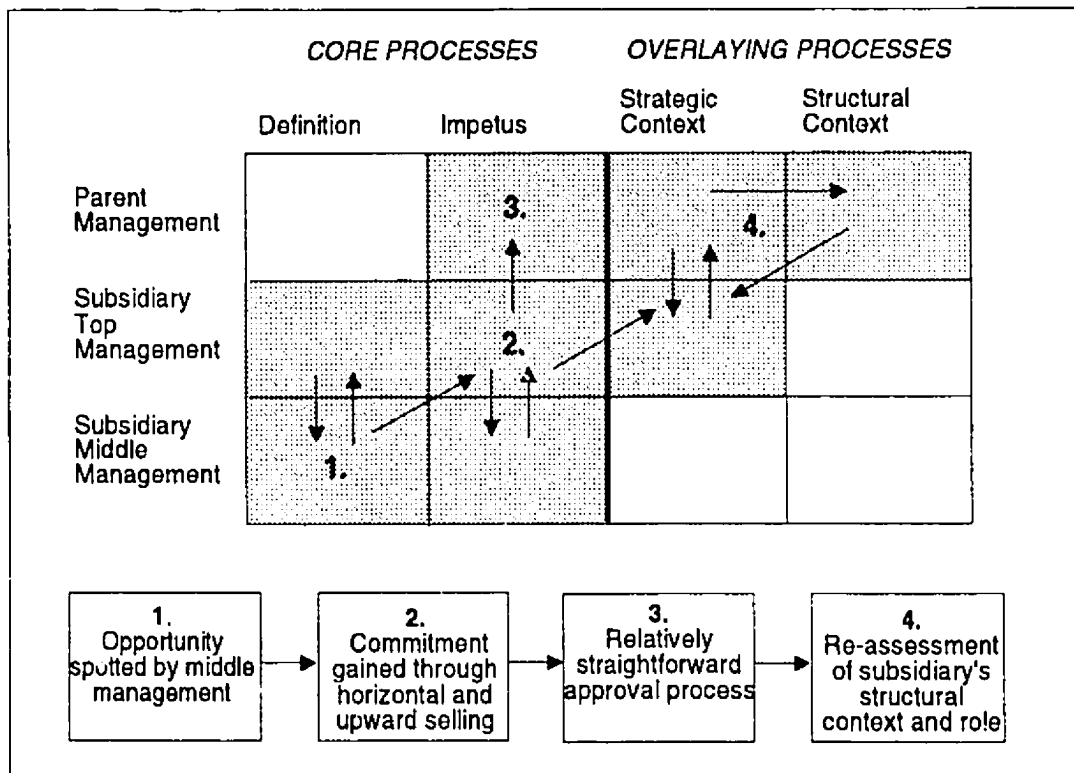 CORE PROCESSES OVERLAYING PROCESSES
Definition Impetus Strategic Context Structural Context
Parent
Management
3.
4.
Subsidiary
Top
Management
2.
Subsidiary
Middle
Management
1.
1.
Opportunity
spotted by middle
management
2.
Commitment
gained through
horizontal and
upward selling
3.
Relatively
straightforward
approval process
4.
Re-assessment
of subsidiary's
structural
context and role